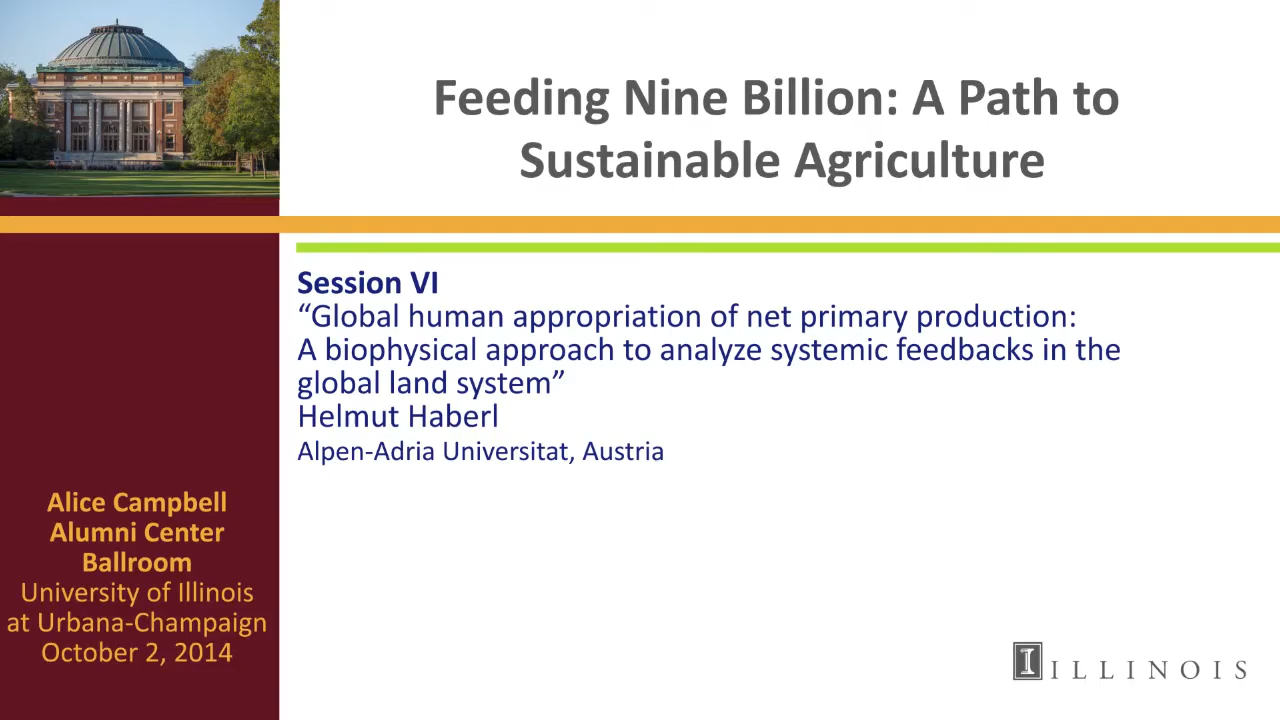 Feeding Nine Billion: A Path to
Sustainable Agriculture
Session VI
“Global human appropriation of net primary production:
A biophysical approach to analyze systemic feedbacks in the
global land system”
Helmut Haberl
Alpen-Adria Universitat, Austria
Alice Campbell
Alumni Center
Ballroom
University of Illinois
at Urbana-Champaign
October 2, 2014
I ILLINOIS